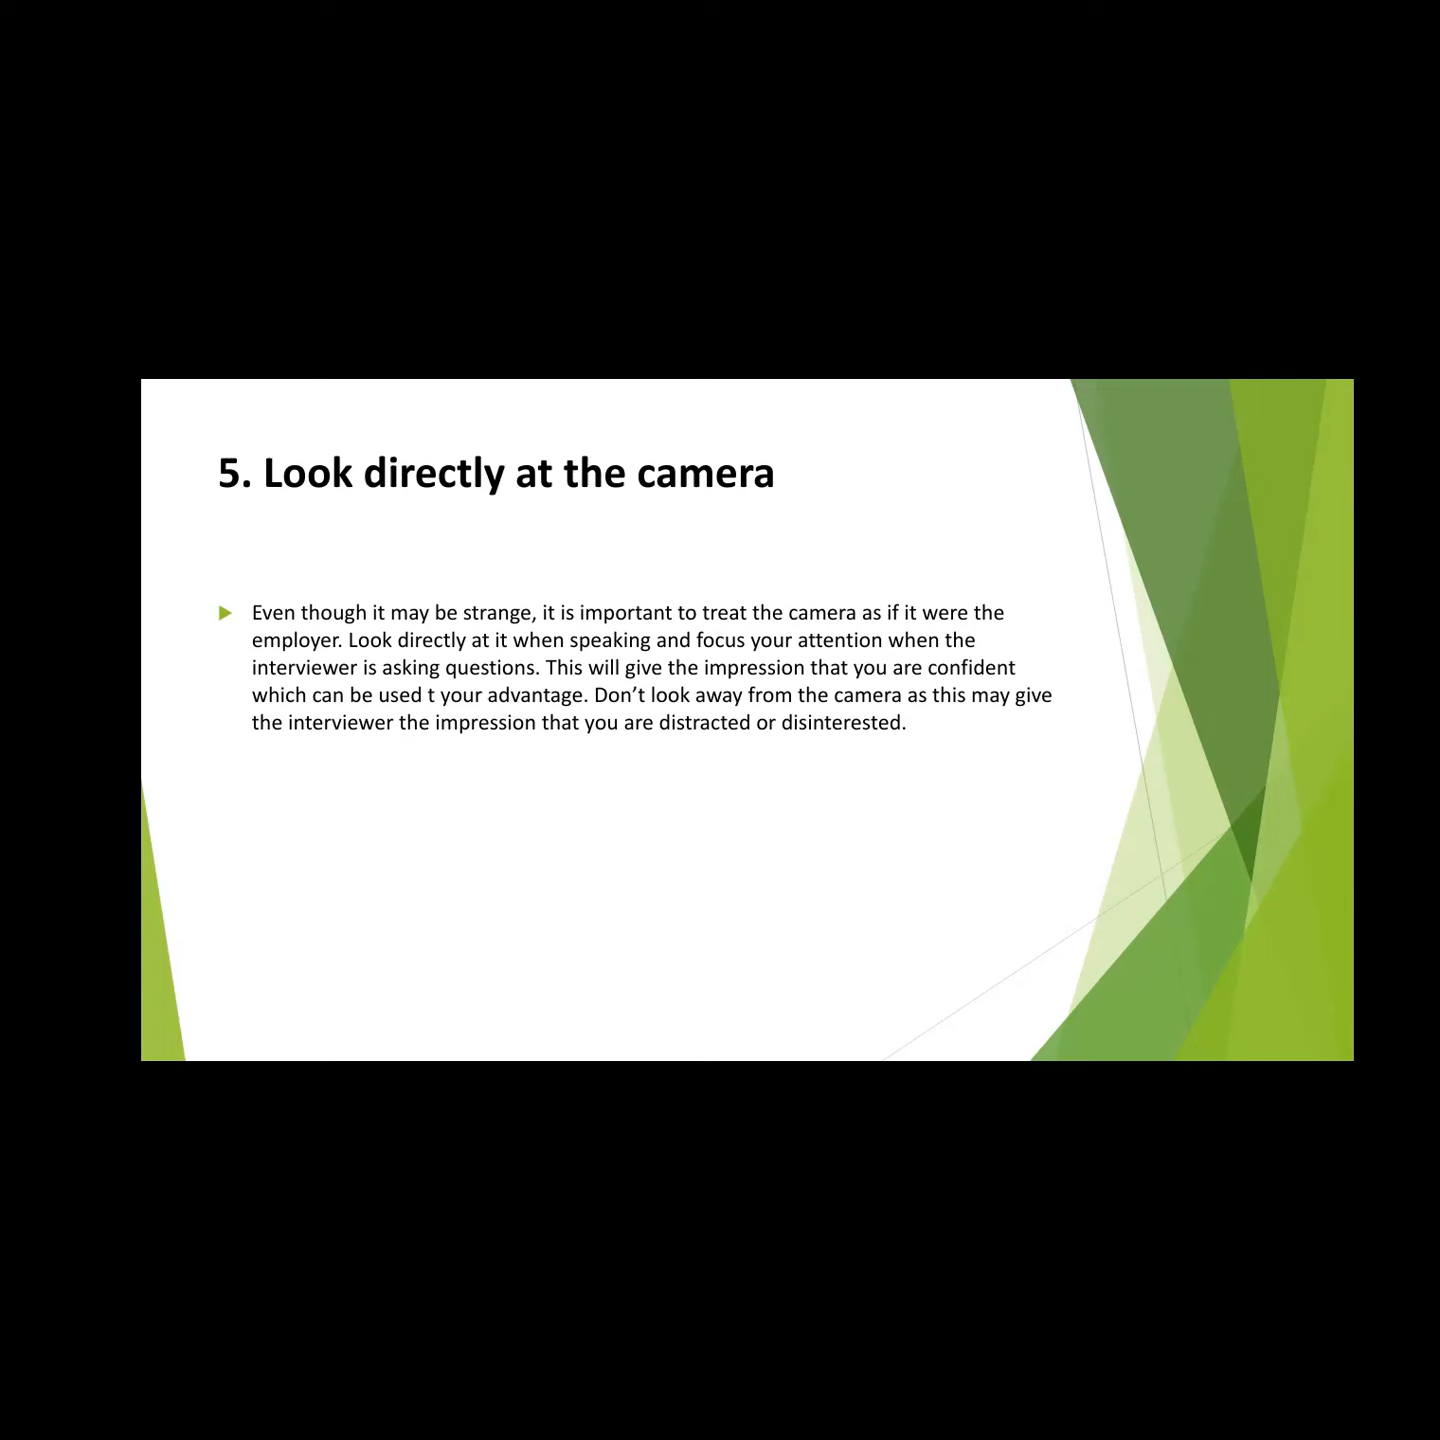 5. Look directly at the camera
Even though it may be strange, it is important to treat the camera as if it were the
employer. Look directly at it when speaking and focus your attention when the
interviewer is asking questions. This will give the impression that you are confident
which can be used t your advantage. Don’t look away from the camera as this may give
the interviewer the impression that you are distracted or disinterested.